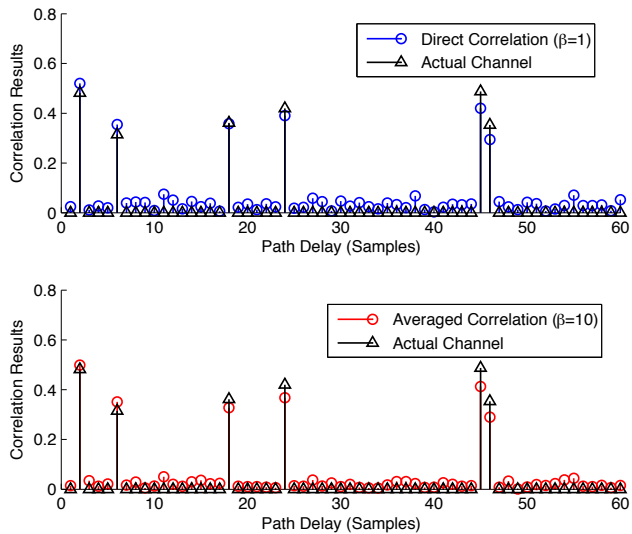 0.8
0.6
0.4
0.2
0
Correlation Results
Direct Correlation (β=1)
Actual Channel
0 10 20 30 40 50 60
Path Delay (Samples)
0.8
0.6
0.4
0.2
0
Correlation Results
Averaged Correlation (β=10)
Actual Channel
0 10 20 30 40 50 60
Path Delay (Samples)